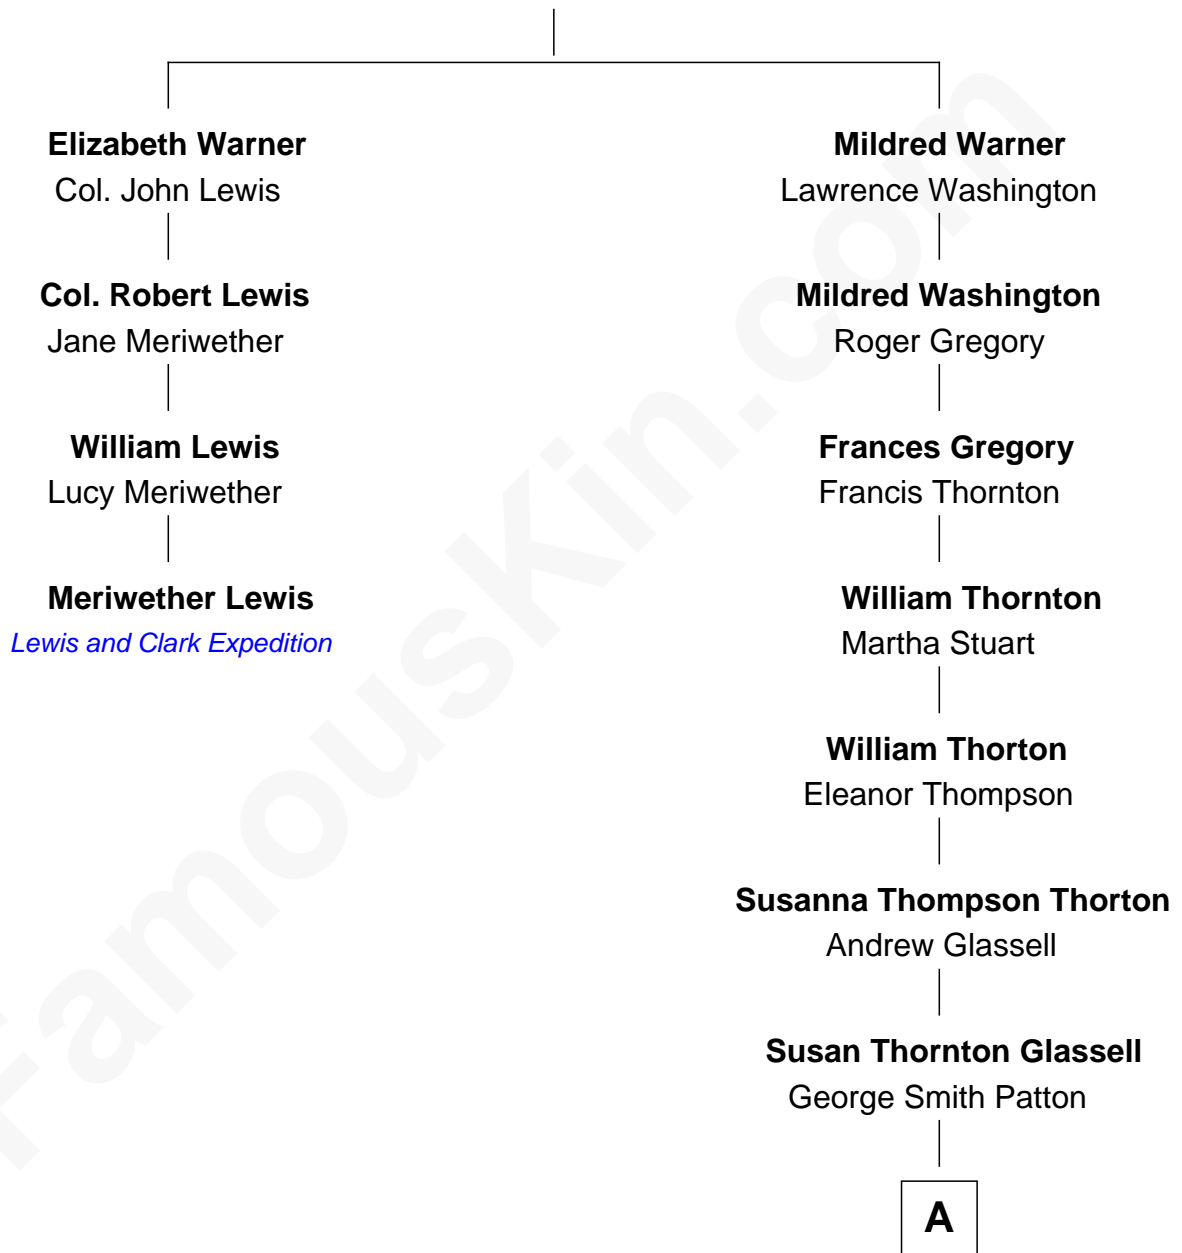 Elizabeth Warner
Col. John Lewis
Col. Robert Lewis
Jane Meriwether
William Lewis
Lucy Meriwether
Meriwether Lewis
Lewis and Clark Expedition
Mildred Warner
Lawrence Washington
Mildred Washington
Roger Gregory
Frances Gregory
Francis Thornton
William Thornton
Martha Stuart
William Thorton
Eleanor Thompson
Susanna Thompson Thorton
Andrew Glassell
Susan Thornton Glassell
George Smith Patton
A
FamousKin.com